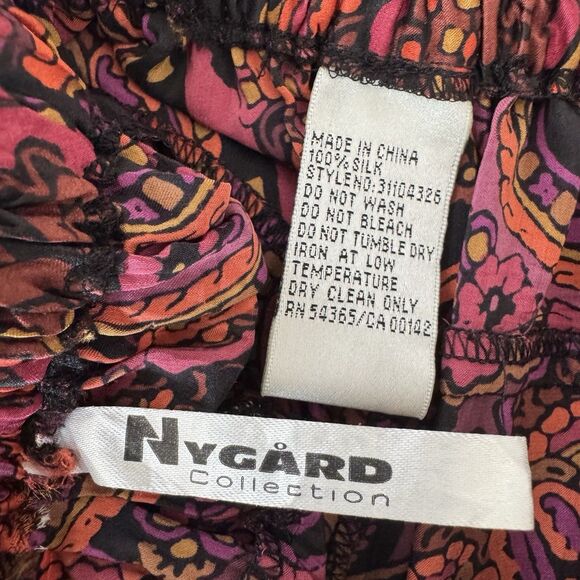 MADE IN CHINA
100% SILK
STYLE NO:31104326
DO NOT WASH
DO NOT BLEACH
DO NOT TUMBLE DRY
IRON AT LOW
TEMPERATURE
DRY CLEAN ONLY
RN 54365/CA 00142
NYGÅRD
Collection